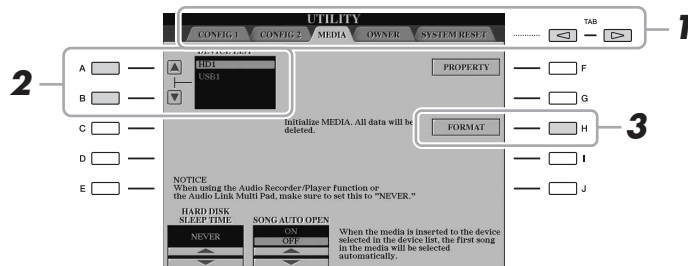 UTILITY
CONFIG 1 CONFIG 2 MEDIA OWNER SYSTEM RESET
TAB
1
DEVICE LIST
HD1
USB1
2
A
B
C
D
E
PROPERTY
F
G
Initialize MEDIA. All data will be
deleted.
FORMAT
H
3
I
J
NOTICE
When using the Audio Recorder/Player function or
the Audio Link Multi Pad, make sure to set this to "NEVER."
HARD DISK
SLEEP TIME
NEVER
SONG AUTO OPEN
ON
OFF
When the media is inserted to the device
selected in the device list, the first song
in the media will be selected
automatically.